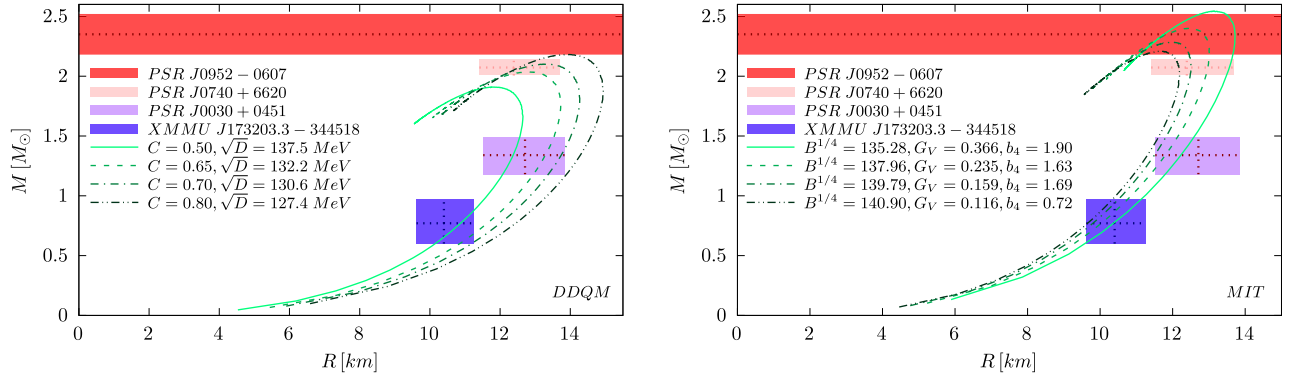 2.5
2
1.5
1
0.5
0
M [M⊙]
PSR J0952 − 0607
PSR J0740 + 6620
PSR J0030 + 0451
XMMU J173203.3 − 344518
C = 0.50, √D = 137.5 MeV
C = 0.65, √D = 132.2 MeV
C = 0.70, √D = 130.6 MeV
C = 0.80, √D = 127.4 MeV
DDQM
0 2 4 6 8 10 12 14
R [km]
2.5
2
1.5
1
0.5
0
M [M⊙]
PSR J0952 − 0607
PSR J0740 + 6620
PSR J0030 + 0451
XMMU J173203.3 − 344518
B^{1/4} = 135.28, G_V = 0.366, b_4 = 1.90
B^{1/4} = 137.96, G_V = 0.235, b_4 = 1.63
B^{1/4} = 139.79, G_V = 0.159, b_4 = 1.69
B^{1/4} = 140.90, G_V = 0.116, b_4 = 0.72
MIT
0 2 4 6 8 10 12 14
R [km]